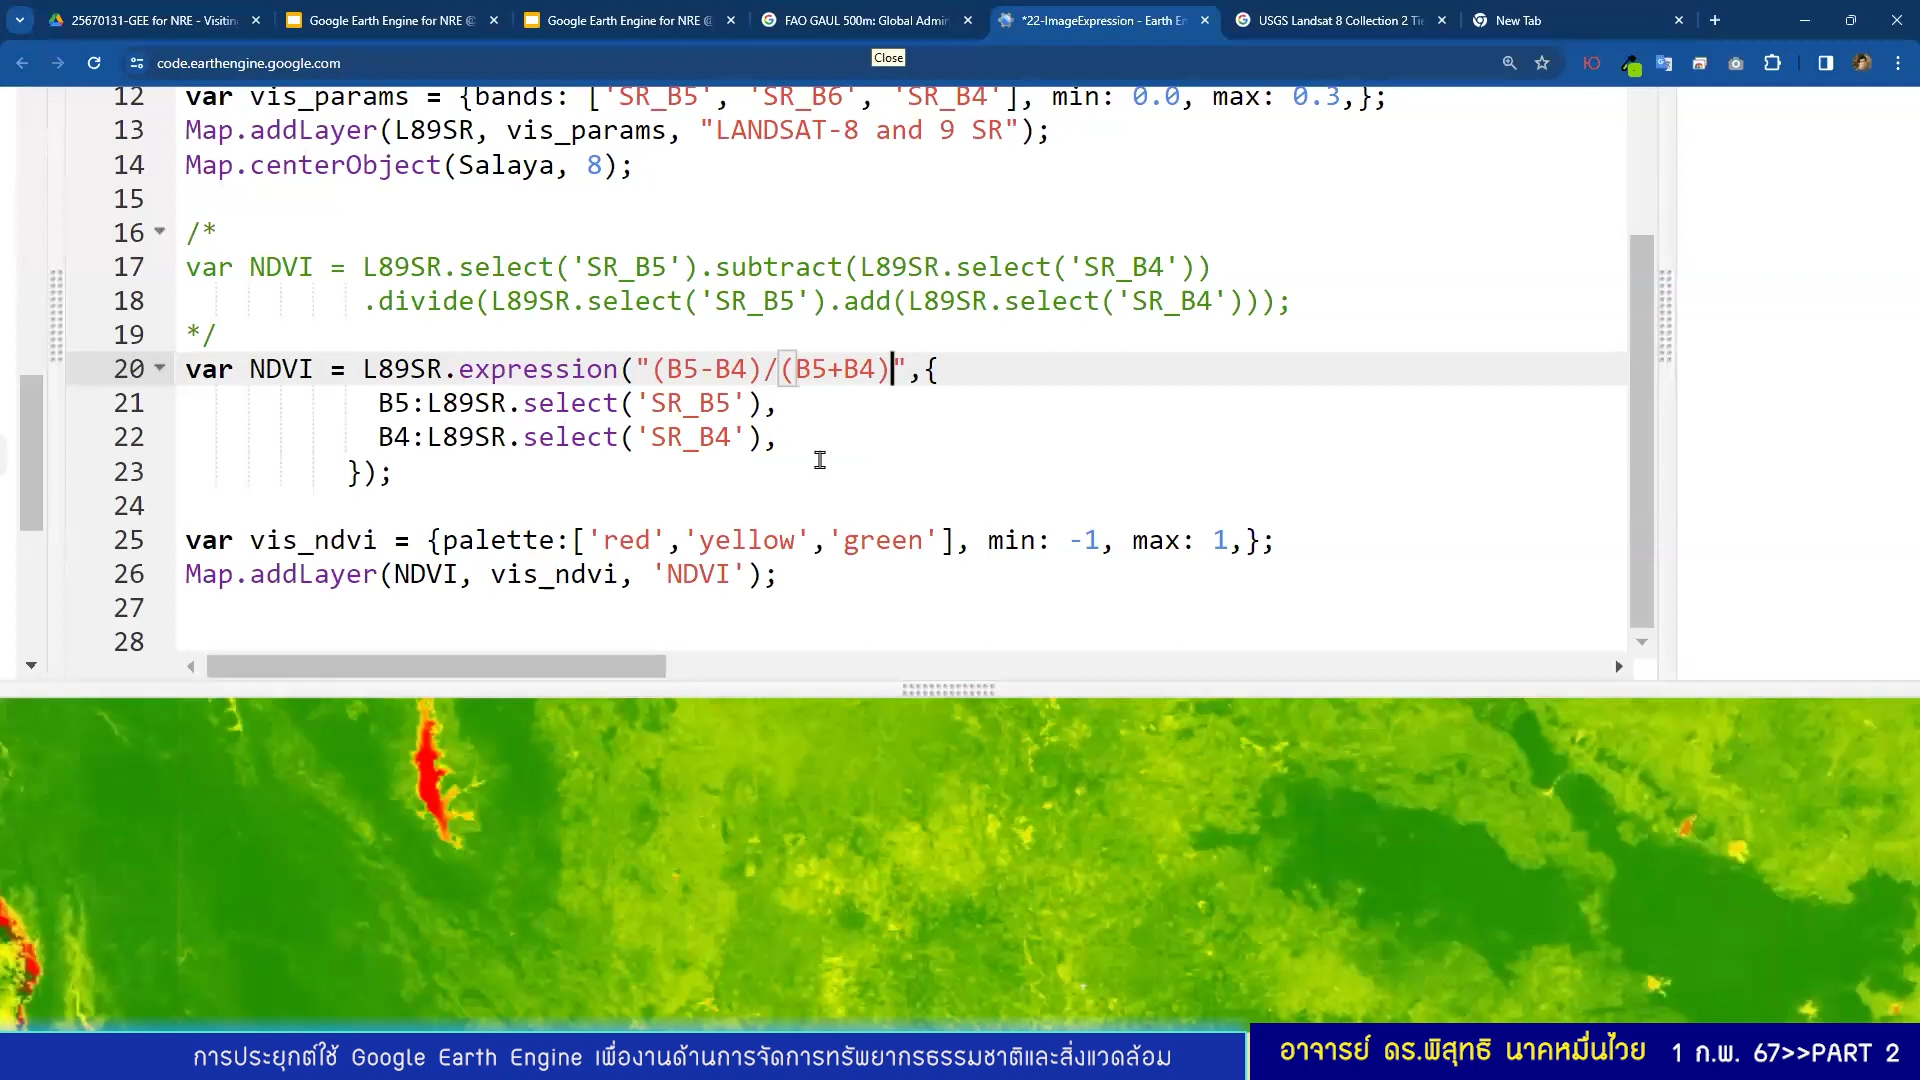 25670131-GEE for NRE - Visitin
Google Earth Engine for NRE @
Google Earth Engine for NRE @
FAO GAUL 500m: Global Admin
*22-ImageExpression - Earth En
USGS Landsat 8 Collection 2 Tie
New Tab
code.earthengine.google.com
Close
12 var vis_params = {bands: ['SR_B5', 'SR_B6', 'SR_B4'], min: 0.0, max: 0.3,};
13 Map.addLayer(L89SR, vis_params, "LANDSAT-8 and 9 SR");
14 Map.centerObject(Salaya, 8);
15
16 /*
17 var NDVI = L89SR.select('SR_B5').subtract(L89SR.select('SR_B4'))
18 .divide(L89SR.select('SR_B5').add(L89SR.select('SR_B4')));
19 */
20 var NDVI = L89SR.expression("(B5-B4)/(B5+B4)",{
21 B5:L89SR.select('SR_B5'),
22 B4:L89SR.select('SR_B4'),
23 });
24
25 var vis_ndvi = {palette:['red','yellow','green'], min: -1, max: 1,};
26 Map.addLayer(NDVI, vis_ndvi, 'NDVI');
27
28
การประยุกต์ใช้ Google Earth Engine เพื่องานด้านการจัดการทรัพยากรธรรมชาติและสิ่งแวดล้อม
อาจารย์ ดร.พิสุทธิ นาคหมื่นไวย 1 ก.พ. 67>>PART 2